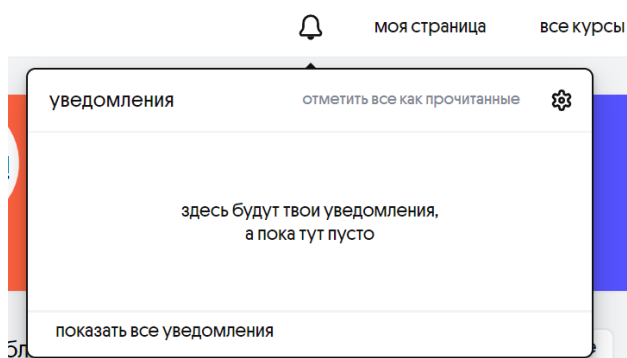 моя страница все курсы
уведомления отметить все как прочитанные
здесь будут твои уведомления,
а пока тут пусто
показать все уведомления